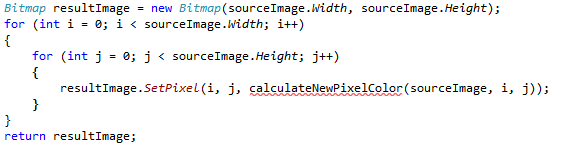 Bitmap resultImage = new Bitmap(sourceImage.Width, sourceImage.Height);
for (int i = 0; i < sourceImage.Width; i++)
{
    for (int j = 0; j < sourceImage.Height; j++)
    {
        resultImage.SetPixel(i, j, calculateNewPixelColor(sourceImage, i, j));
    }
}
return resultImage;